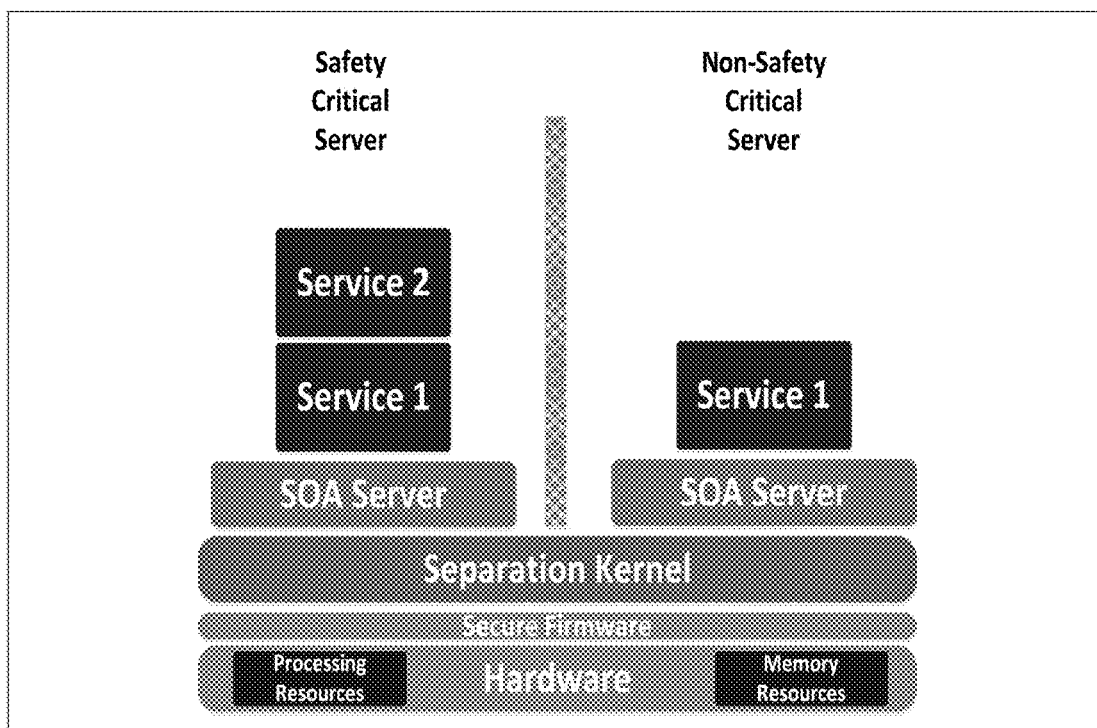 Safety
Critical
Server
Non-Safety
Critical
Server
Service 2
Service 1
Service 1
SOA Server
SOA Server
Separation Kernel
Secure Firmware
Processing
Resources
Hardware
Memory
Resources